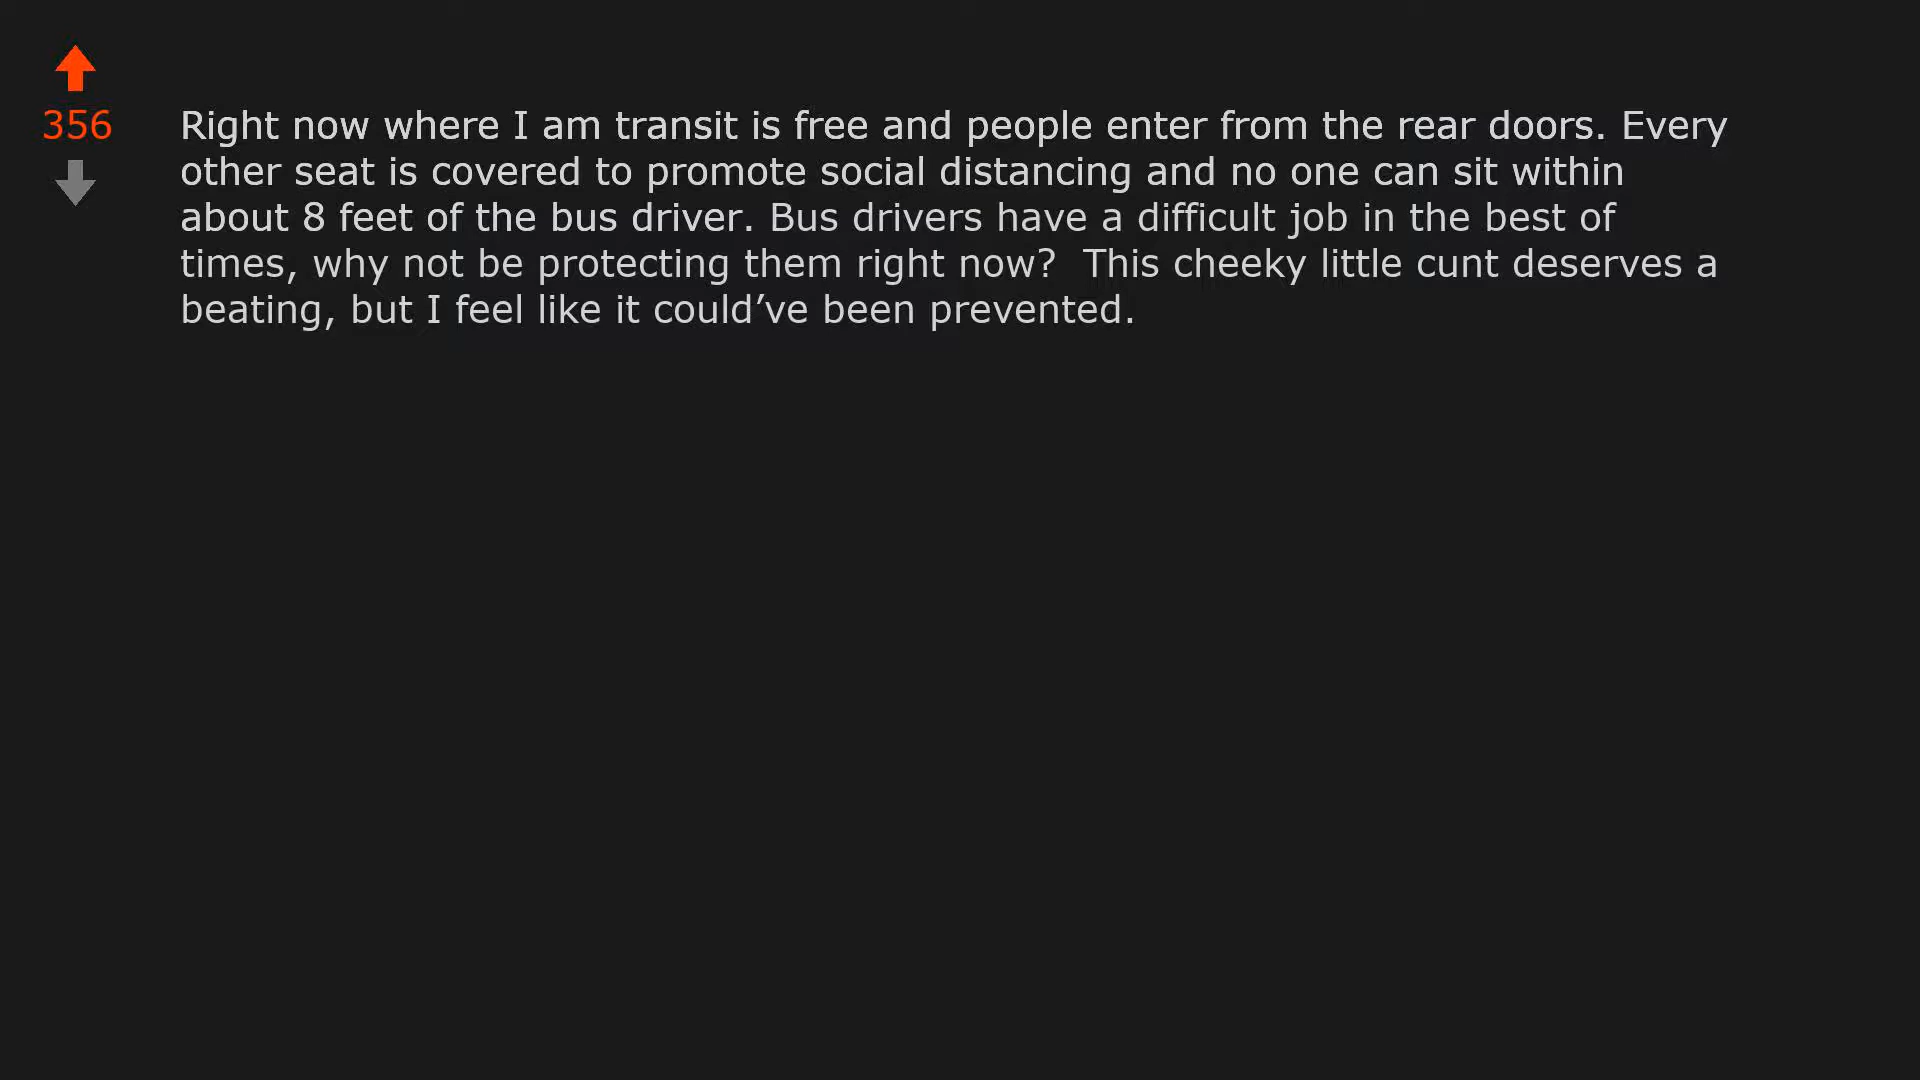 356
Right now where I am transit is free and people enter from the rear doors. Every
other seat is covered to promote social distancing and no one can sit within
about 8 feet of the bus driver. Bus drivers have a difficult job in the best of
times, why not be protecting them right now?  This cheeky little cunt deserves a
beating, but I feel like it could’ve been prevented.